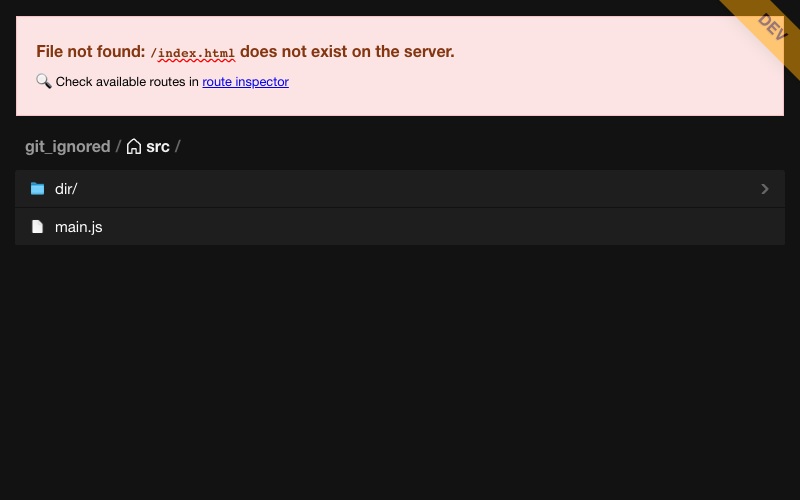 File not found: /index.html does not exist on the server.
DEV
🔍 Check available routes in route inspector
git_ignored / src /
dir/
main.js